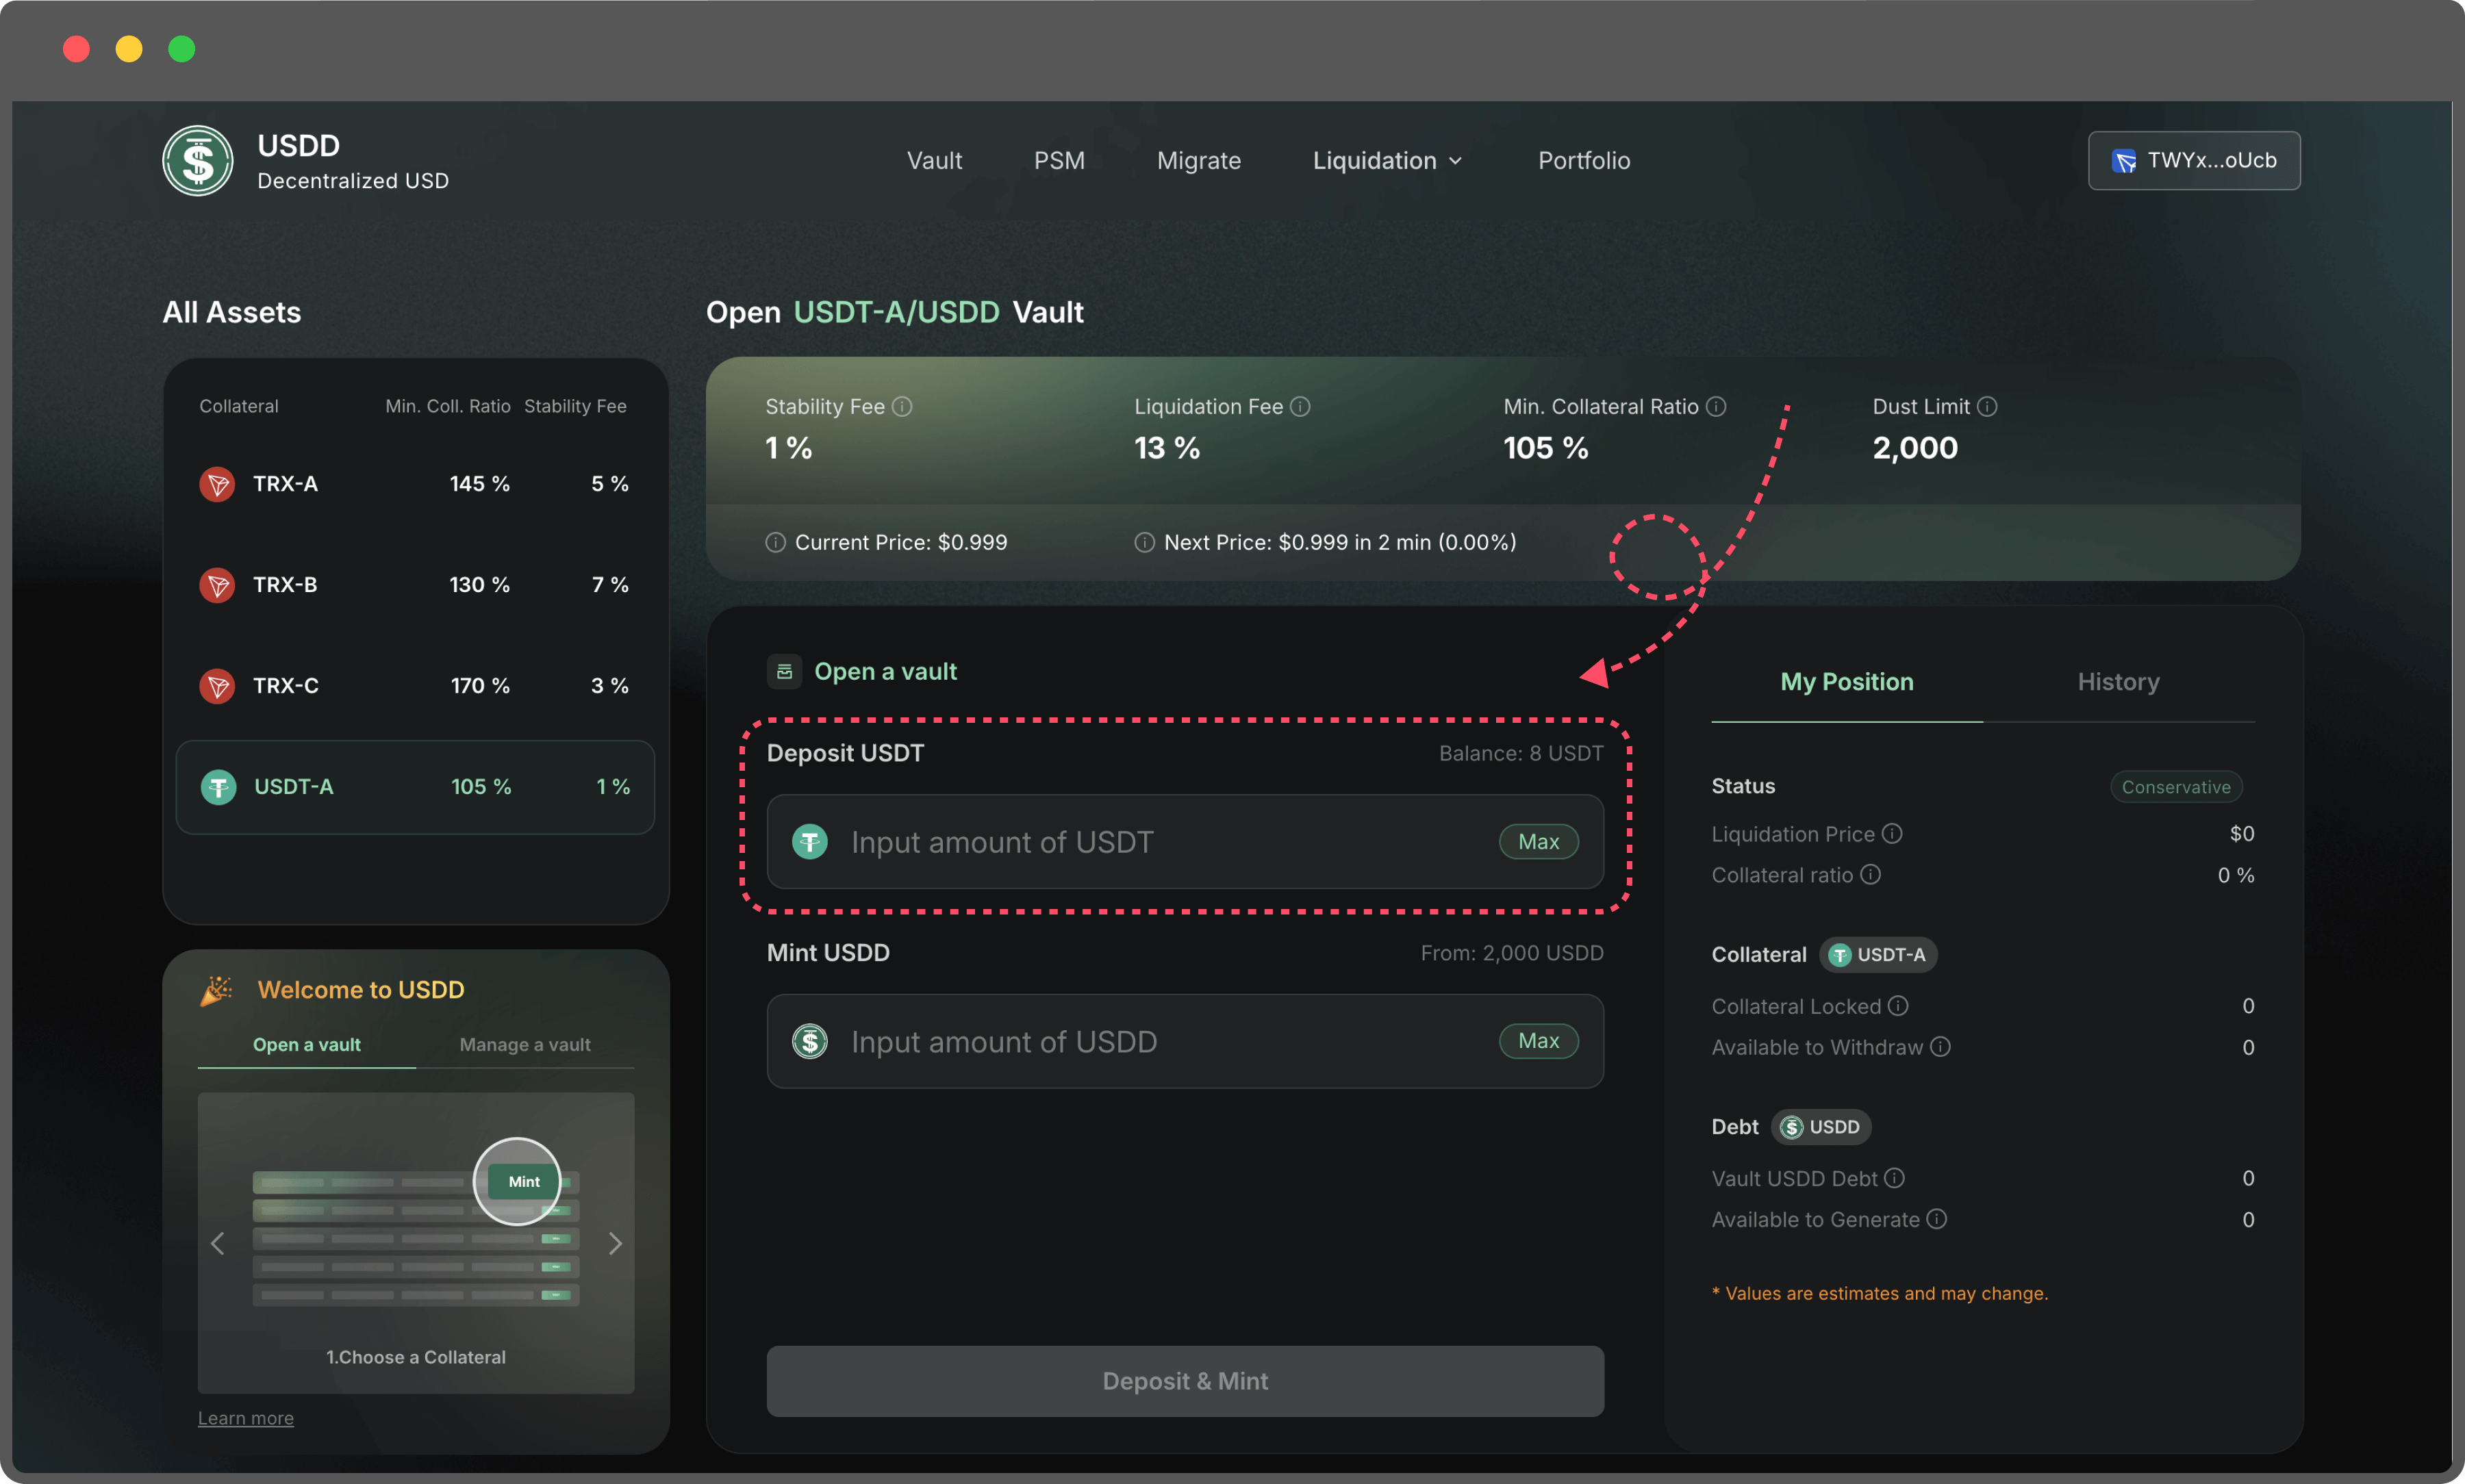 USDD
Decentralized USD
Vault PSM Migrate Liquidation Portfolio
TWYx...oUcb
All Assets
Collateral Min. Coll. Ratio Stability Fee
TRX-A 145 % 5 %
TRX-B 130 % 7 %
TRX-C 170 % 3 %
USDT-A 105 % 1 %
Welcome to USDD
Open a vault Manage a vault
Mint
1.Choose a Collateral
Learn more
Open USDT-A/USDD Vault
Stability Fee Liquidation Fee Min. Collateral Ratio Dust Limit
1 % 13 % 105 % 2,000
Current Price: $0.999 Next Price: $0.999 in 2 min (0.00%)
Open a vault
Deposit USDT Balance: 8 USDT
Input amount of USDT Max
Mint USDD From: 2,000 USDD
Input amount of USDD Max
Deposit & Mint
My Position History
Status Conservative
Liquidation Price $0
Collateral ratio 0 %
Collateral USDT-A
Collateral Locked 0
Available to Withdraw 0
Debt USDD
Vault USDD Debt 0
Available to Generate 0
* Values are estimates and may change.